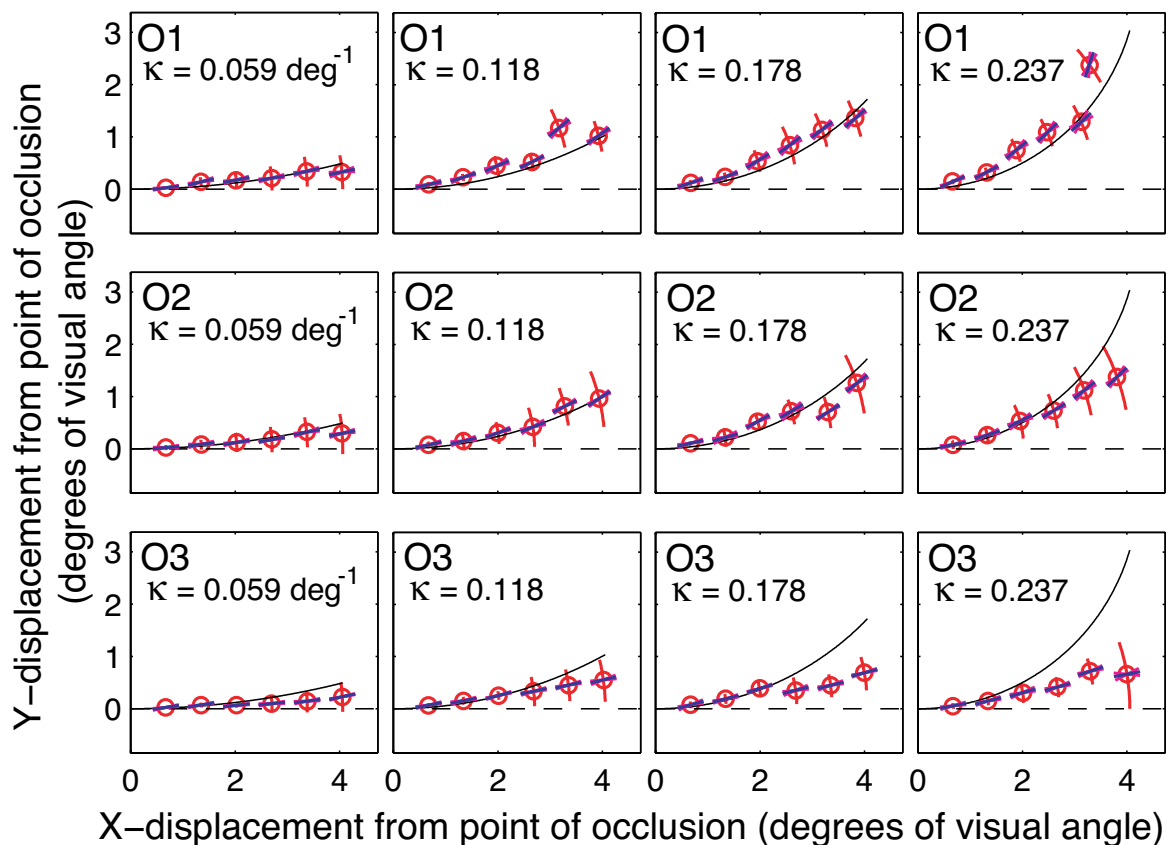 Y−displacement from point of occlusion
(degrees of visual angle)
3
2
1
0
O1
κ = 0.059 deg⁻¹
O1
κ = 0.118
O1
κ = 0.178
O1
κ = 0.237
3
2
1
0
O2
κ = 0.059 deg⁻¹
O2
κ = 0.118
O2
κ = 0.178
O2
κ = 0.237
3
2
1
0
O3
κ = 0.059 deg⁻¹
O3
κ = 0.118
O3
κ = 0.178
O3
κ = 0.237
0 2 4 0 2 4 0 2 4 0 2 4
X−displacement from point of occlusion (degrees of visual angle)